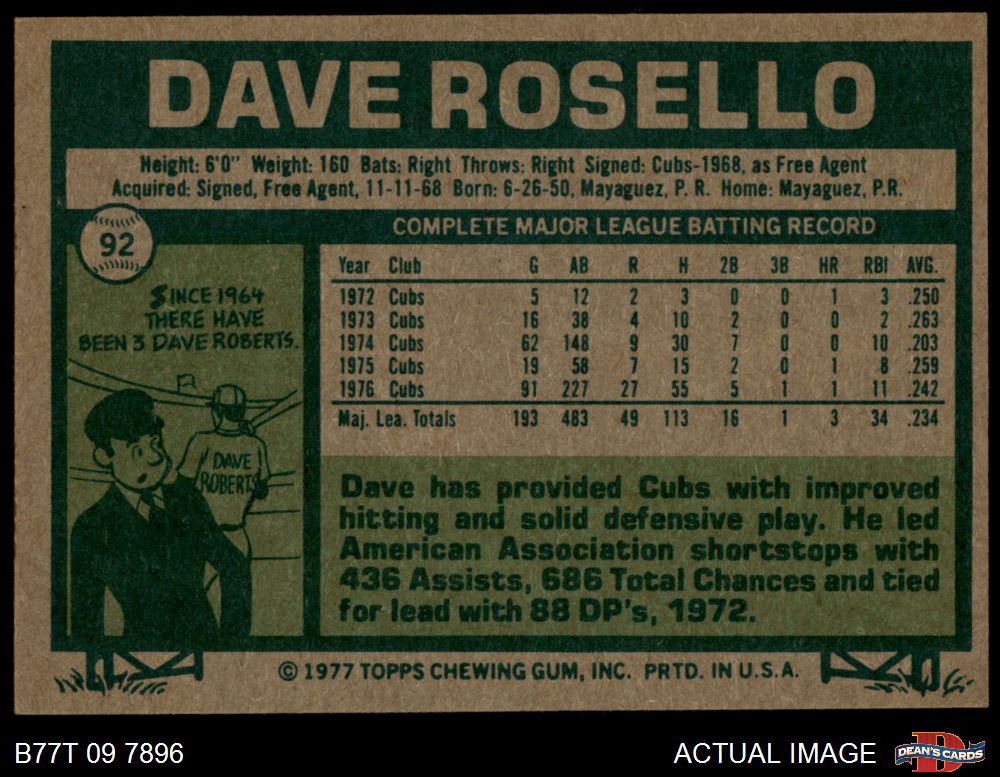 DAVE ROSELLO
Height: 6'0" Weight: 160 Bats: Right Throws: Right Signed: Cubs-1968, as Free Agent
Acquired: Signed, Free Agent, 11-11-68 Born: 6-26-50, Mayaguez, P. R. Home: Mayaguez, P.R.
92
COMPLETE MAJOR LEAGUE BATTING RECORD
Year Club G AB R H 2B 3B HR RBI AVG.
1972 Cubs 5 12 2 3 0 0 1 3 .250
1973 Cubs 16 38 4 10 2 0 0 2 .263
1974 Cubs 62 148 9 30 7 0 0 10 .203
1975 Cubs 19 58 7 15 2 0 1 8 .259
1976 Cubs 91 227 27 55 5 1 1 11 .242
Maj. Lea. Totals 193 483 49 113 16 1 3 34 .234
SINCE 1964
THERE HAVE
BEEN 3 DAVE ROBERTS.
DAVE
ROBERTS
Dave has provided Cubs with improved
hitting and solid defensive play. He led
American Association shortstops with
436 Assists, 686 Total Chances and tied
for lead with 88 DP's, 1972.
© 1977 TOPPS CHEWING GUM, INC. PRTD. IN U.S.A.
B77T 09 7896
ACTUAL IMAGE
D
DEAN'S CARDS